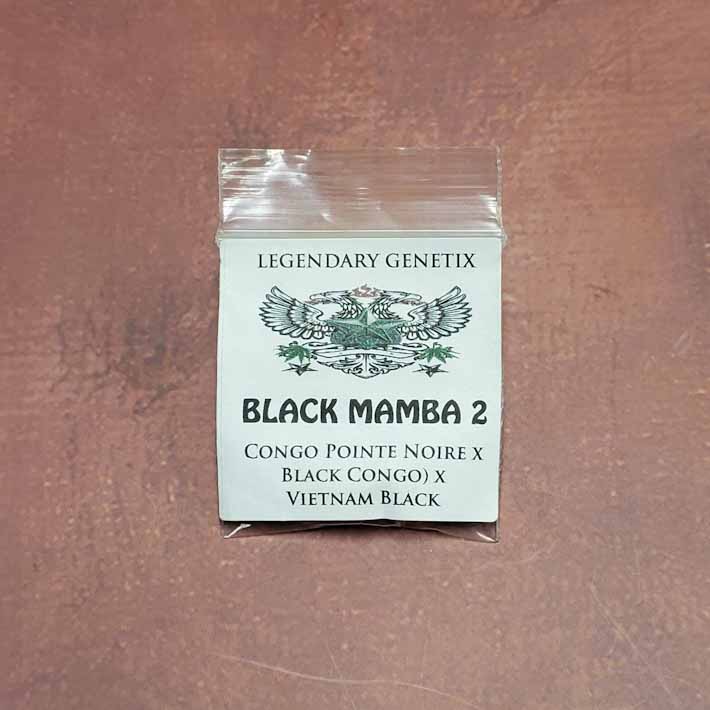 LEGENDARY GENETIX
BLACK MAMBA 2
CONGO POINTE NOIRE X
BLACK CONGO) X
VIETNAM BLACK